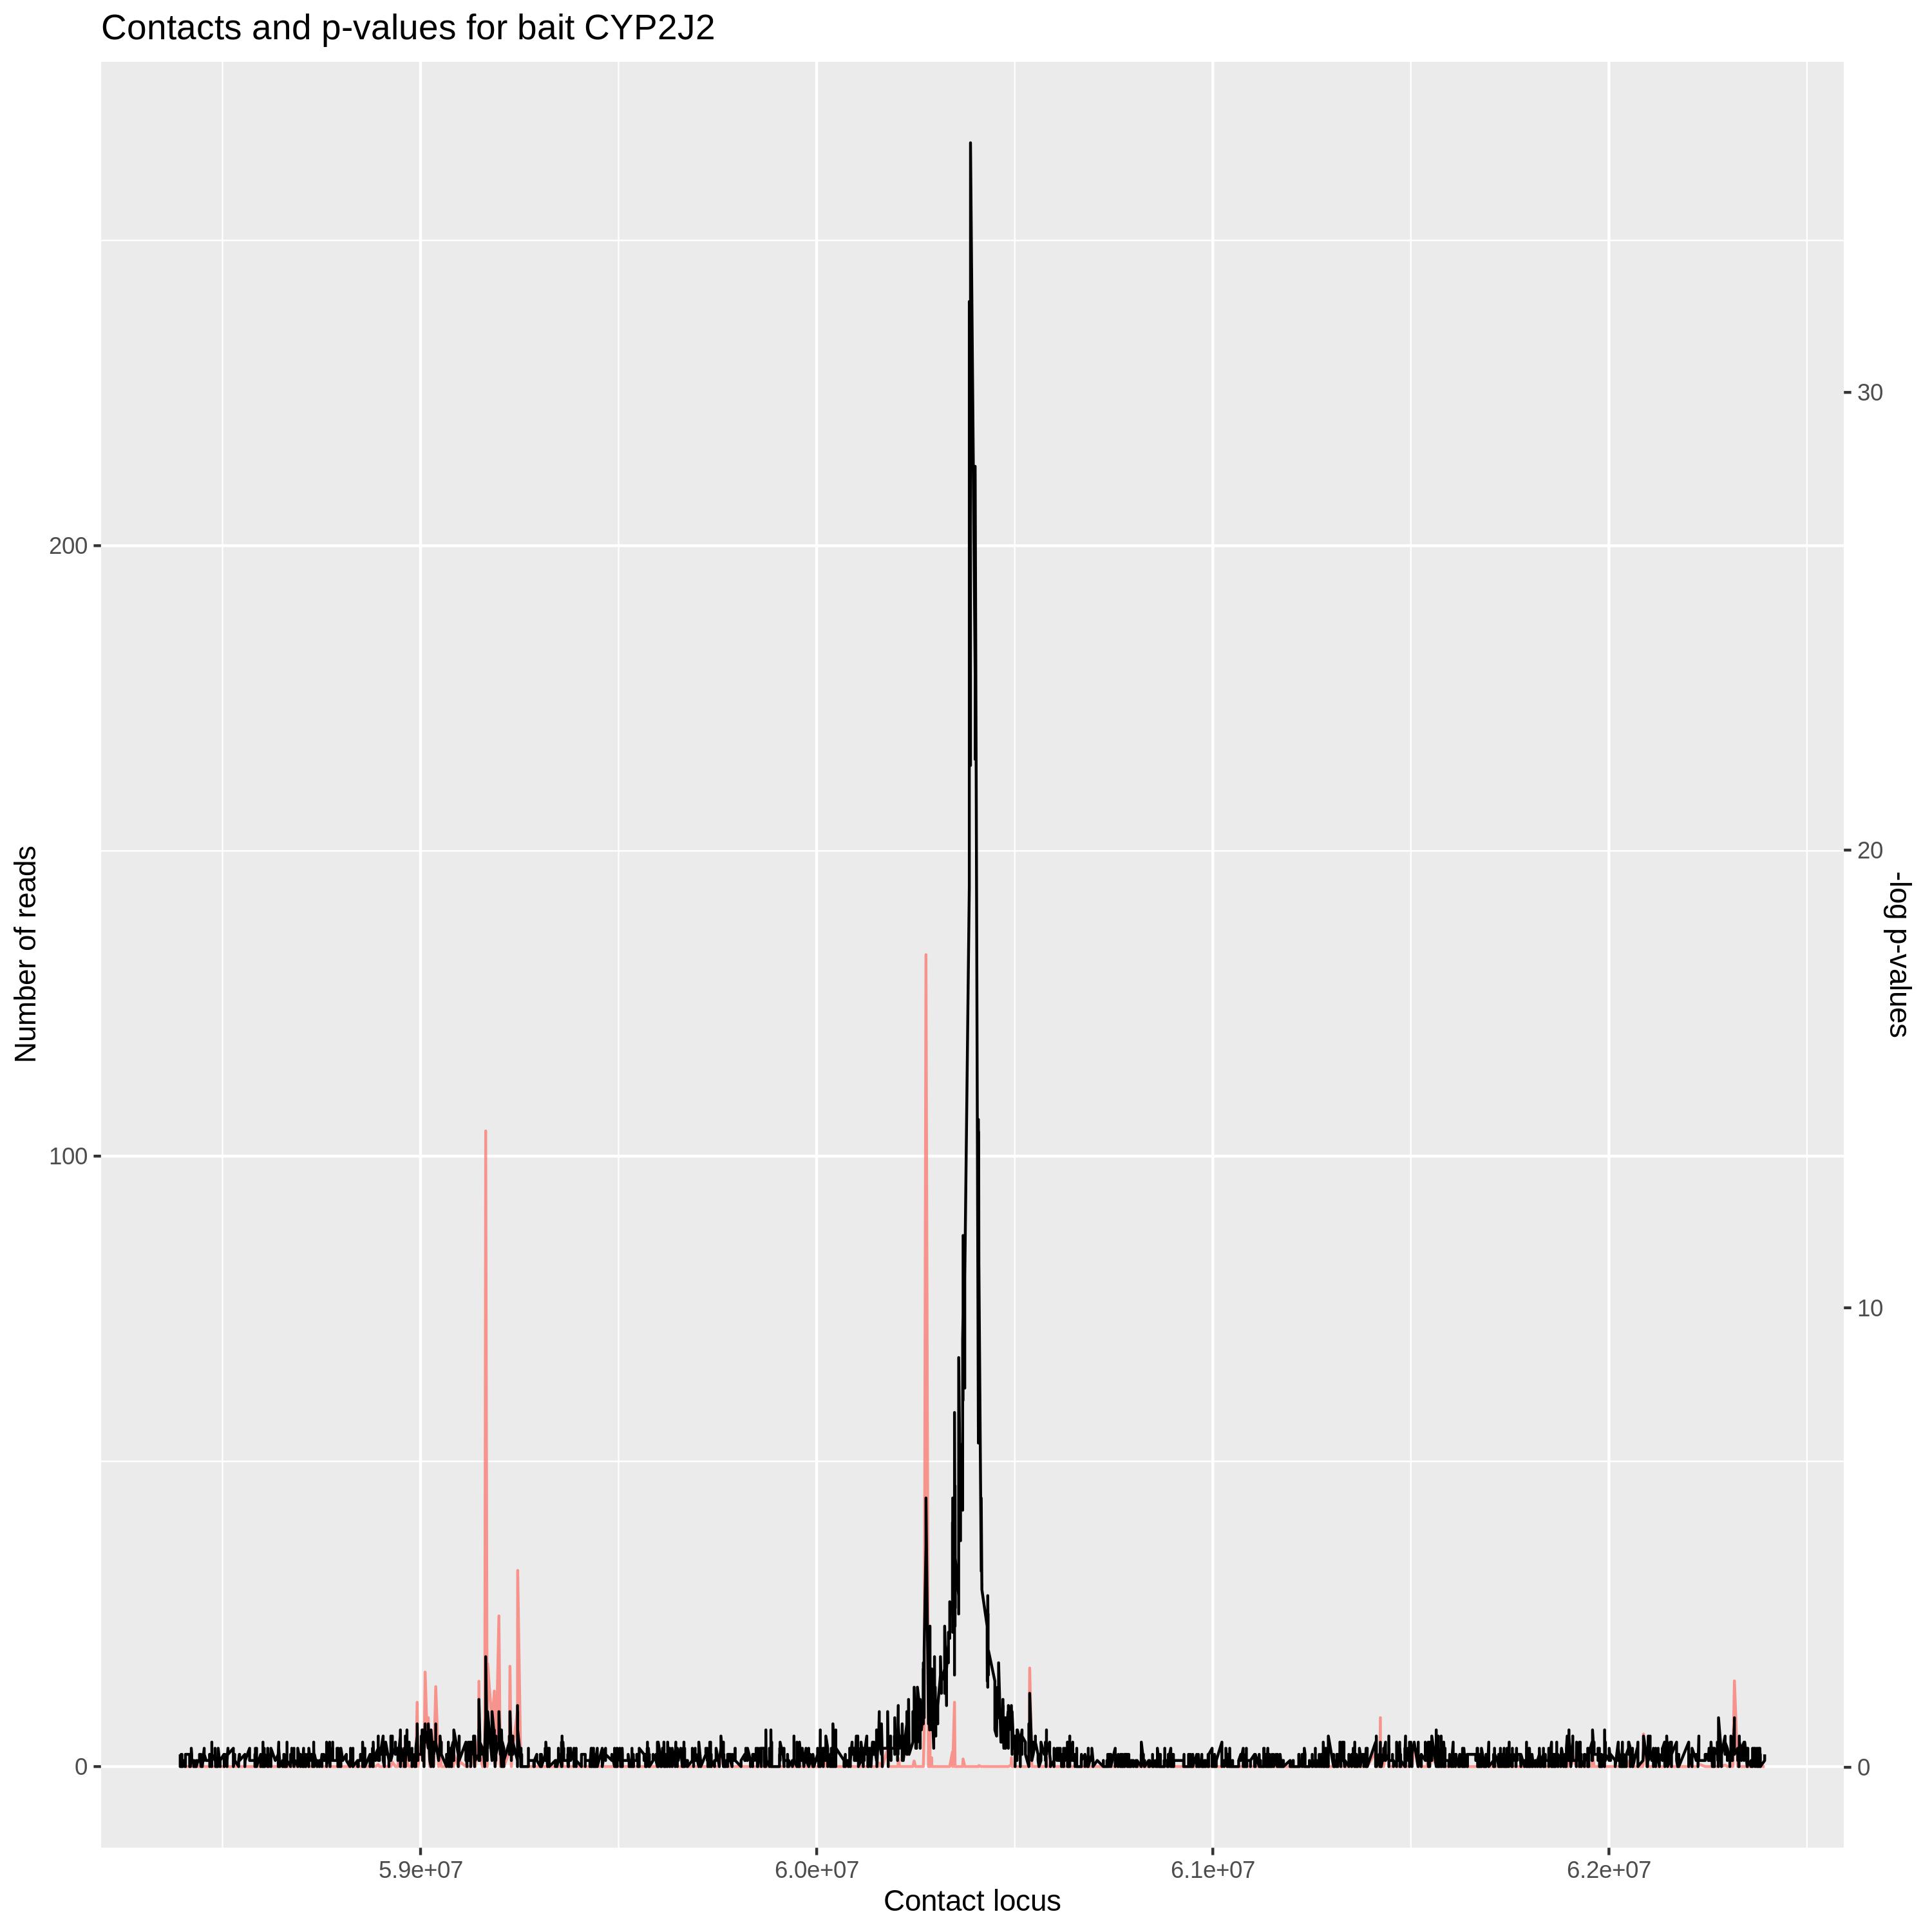 Contacts and p-values for bait CYP2J2
Number of reads
200
100
0
30
20
10
0
-log p-values
5.9e+07 6.0e+07 6.1e+07 6.2e+07
Contact locus